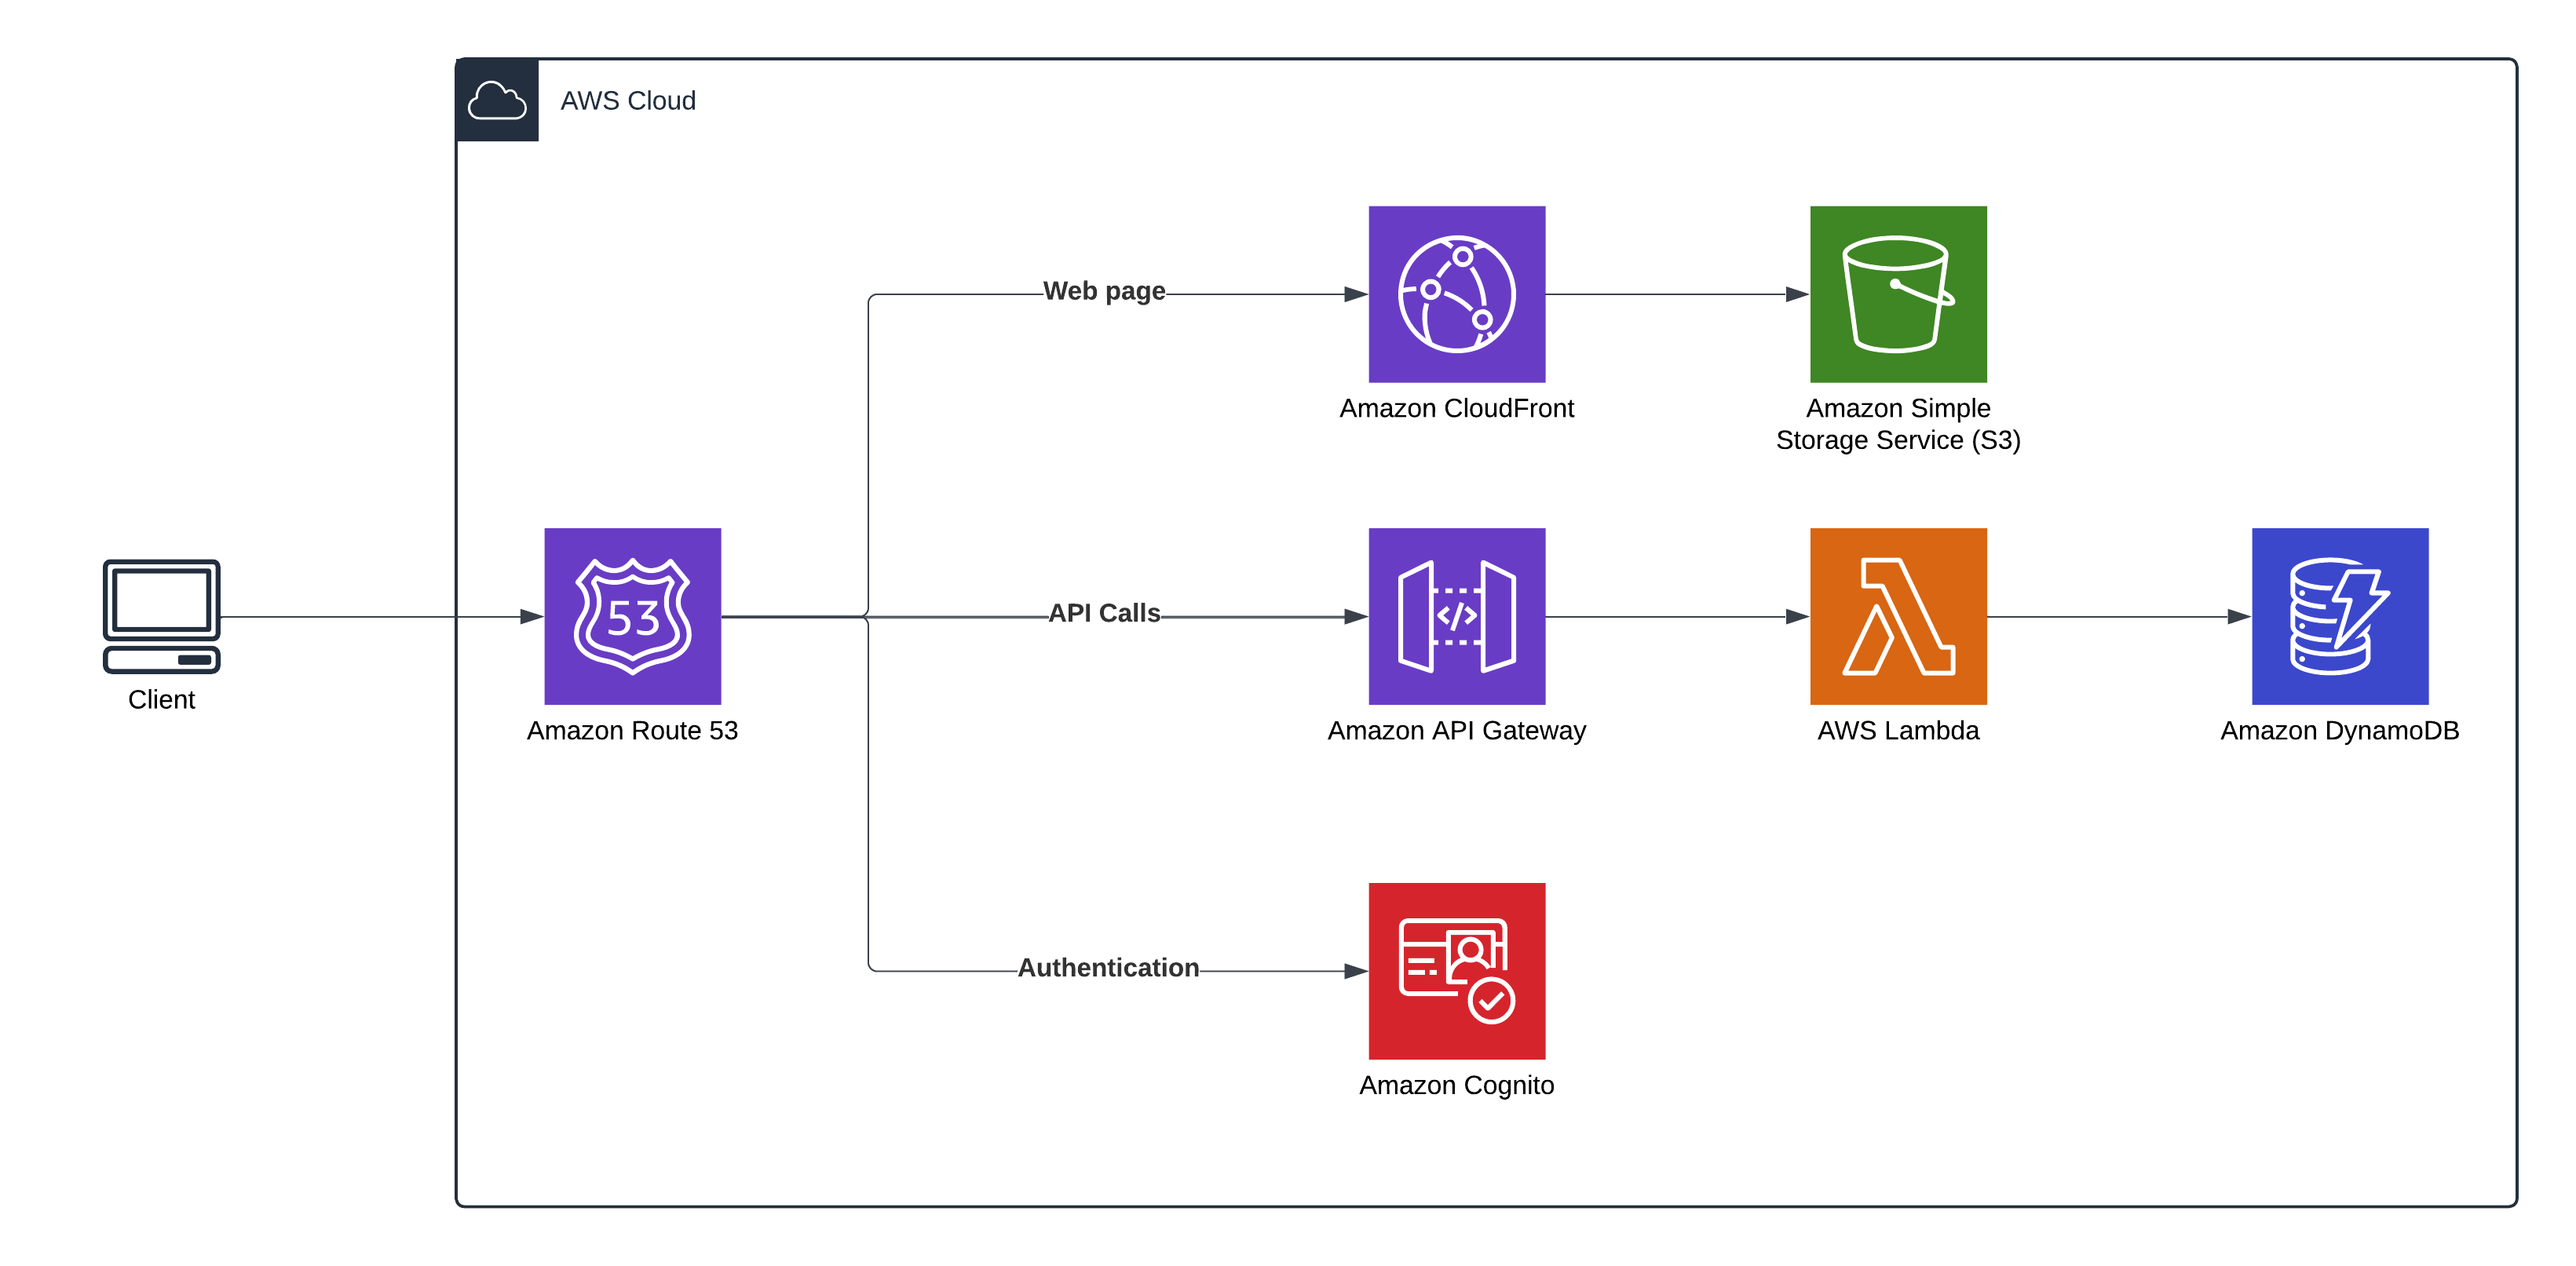 AWS Cloud
Web page
Amazon CloudFront
Amazon Simple
Storage Service (S3)
Client
53
Amazon Route 53
API Calls
</>
Amazon API Gateway
AWS Lambda
Amazon DynamoDB
Authentication
Amazon Cognito